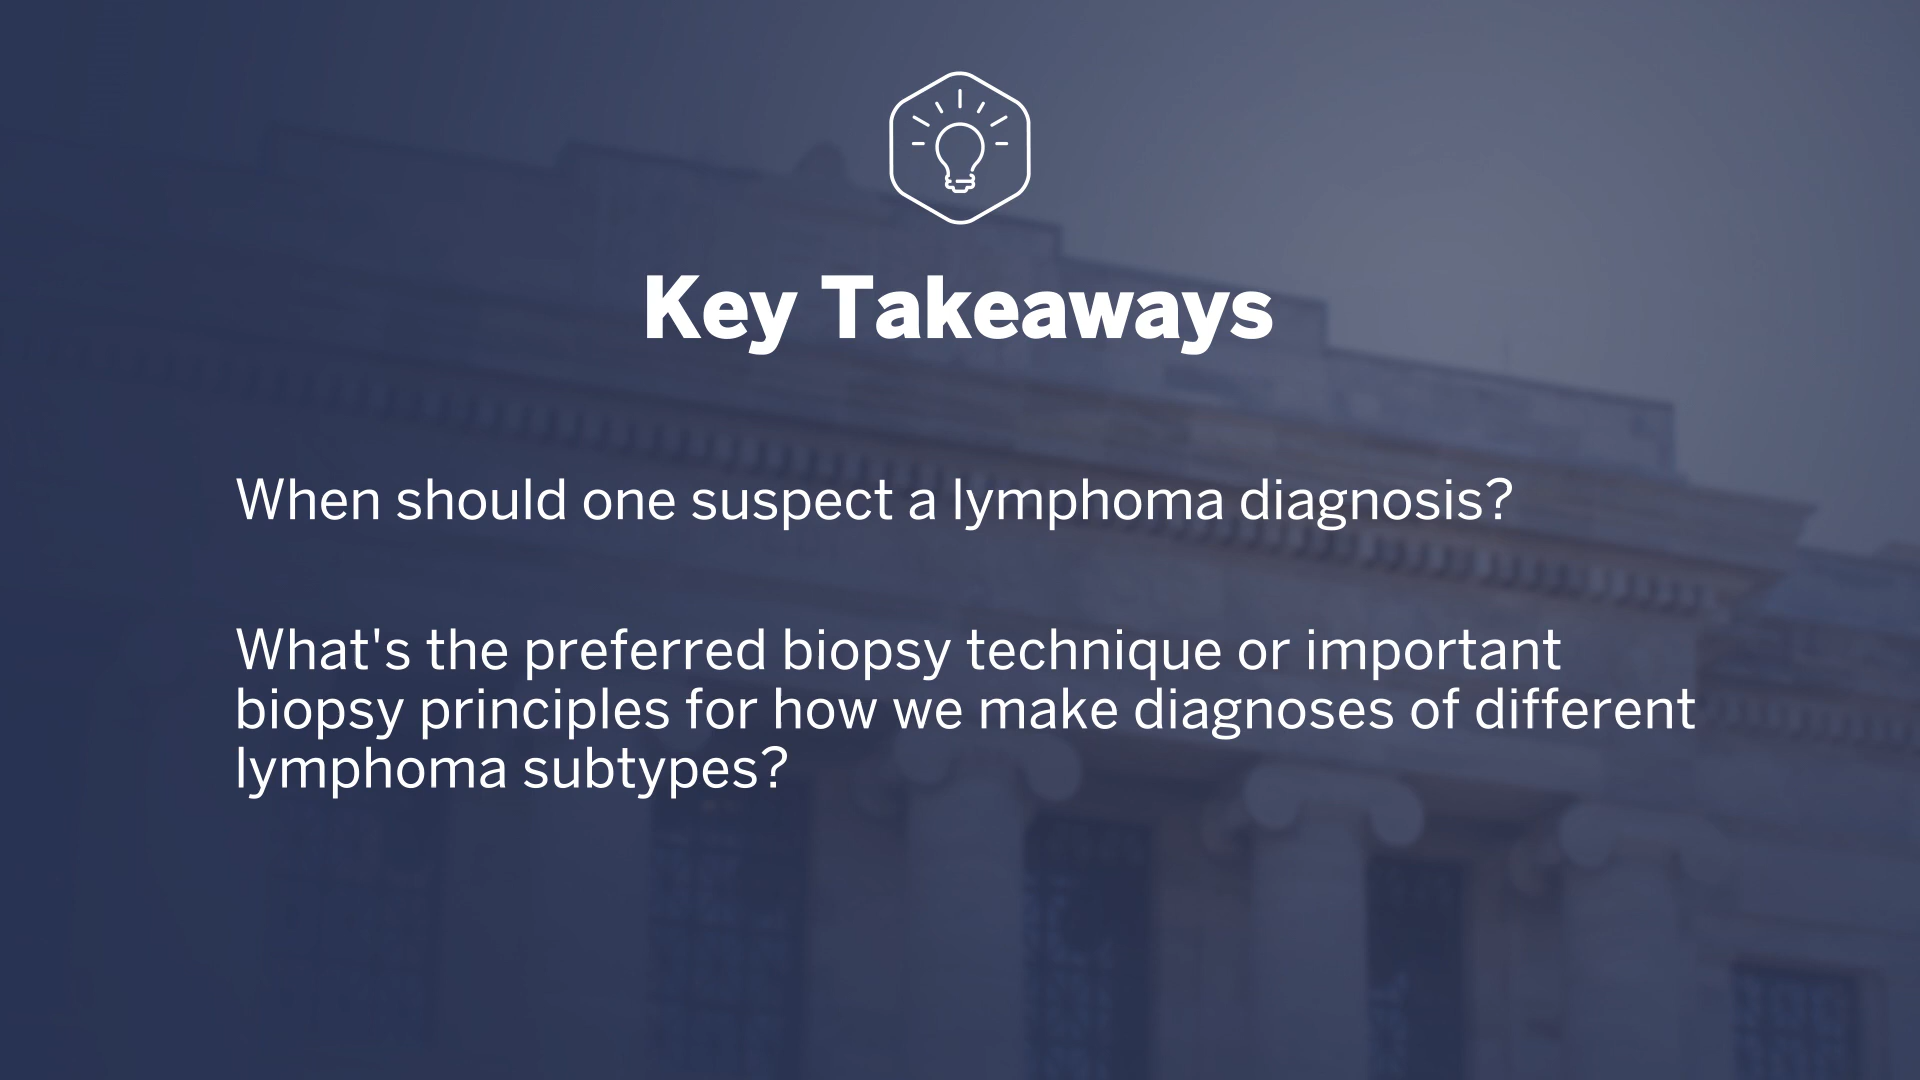 Key Takeaways
When should one suspect a lymphoma diagnosis?
What's the preferred biopsy technique or important
biopsy principles for how we make diagnoses of different
lymphoma subtypes?